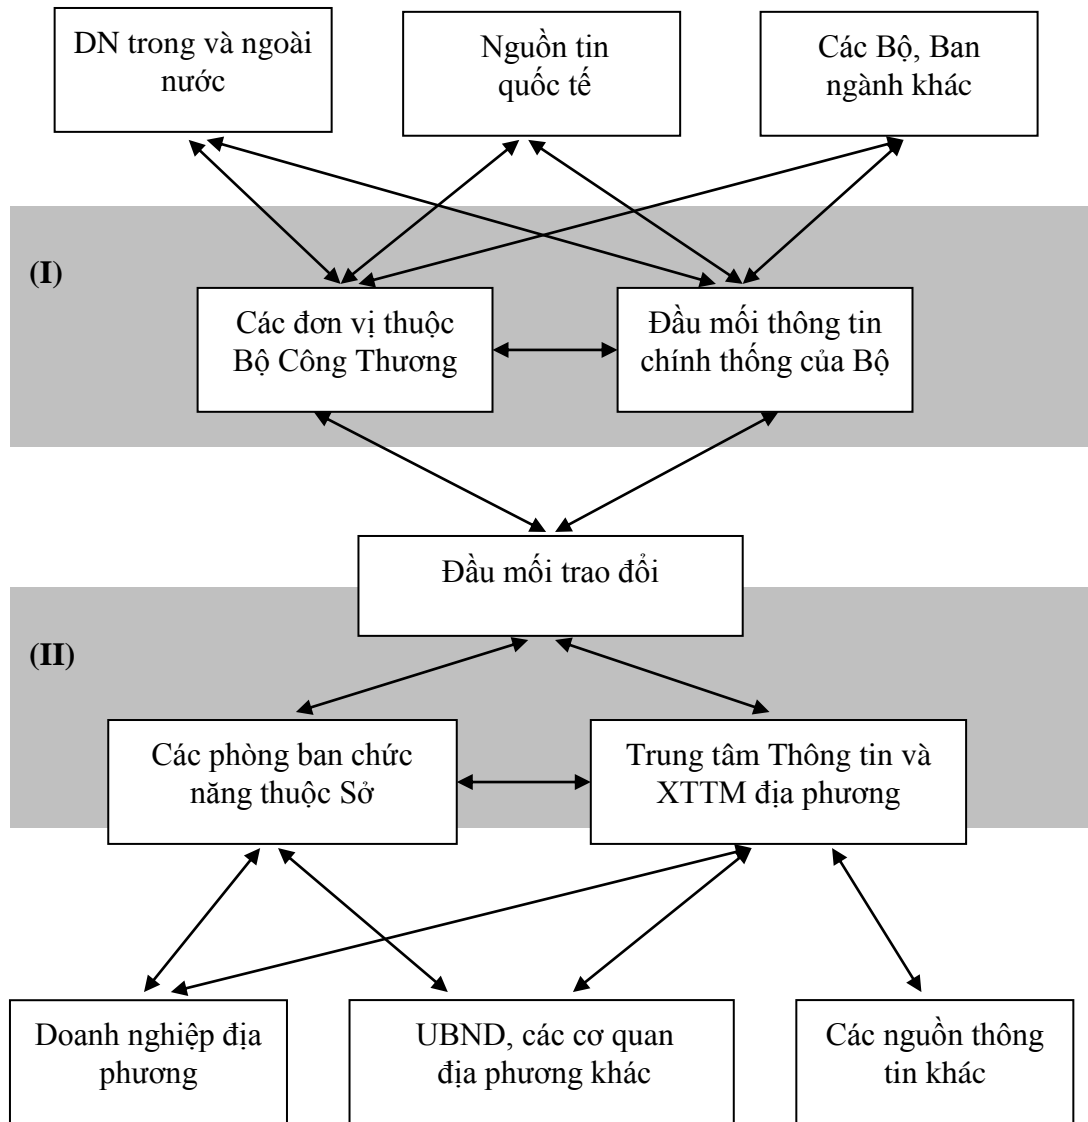 DN trong và ngoài
nước
Nguồn tin
quốc tế
Các Bộ, Ban
ngành khác
(I)
Các đơn vị thuộc
Bộ Công Thương
Đầu mối thông tin
chính thống của Bộ
Đầu mối trao đổi
(II)
Các phòng ban chức
năng thuộc Sở
Trung tâm Thông tin và
XTTM địa phương
Doanh nghiệp địa
phương
UBND, các cơ quan
địa phương khác
Các nguồn thông
tin khác